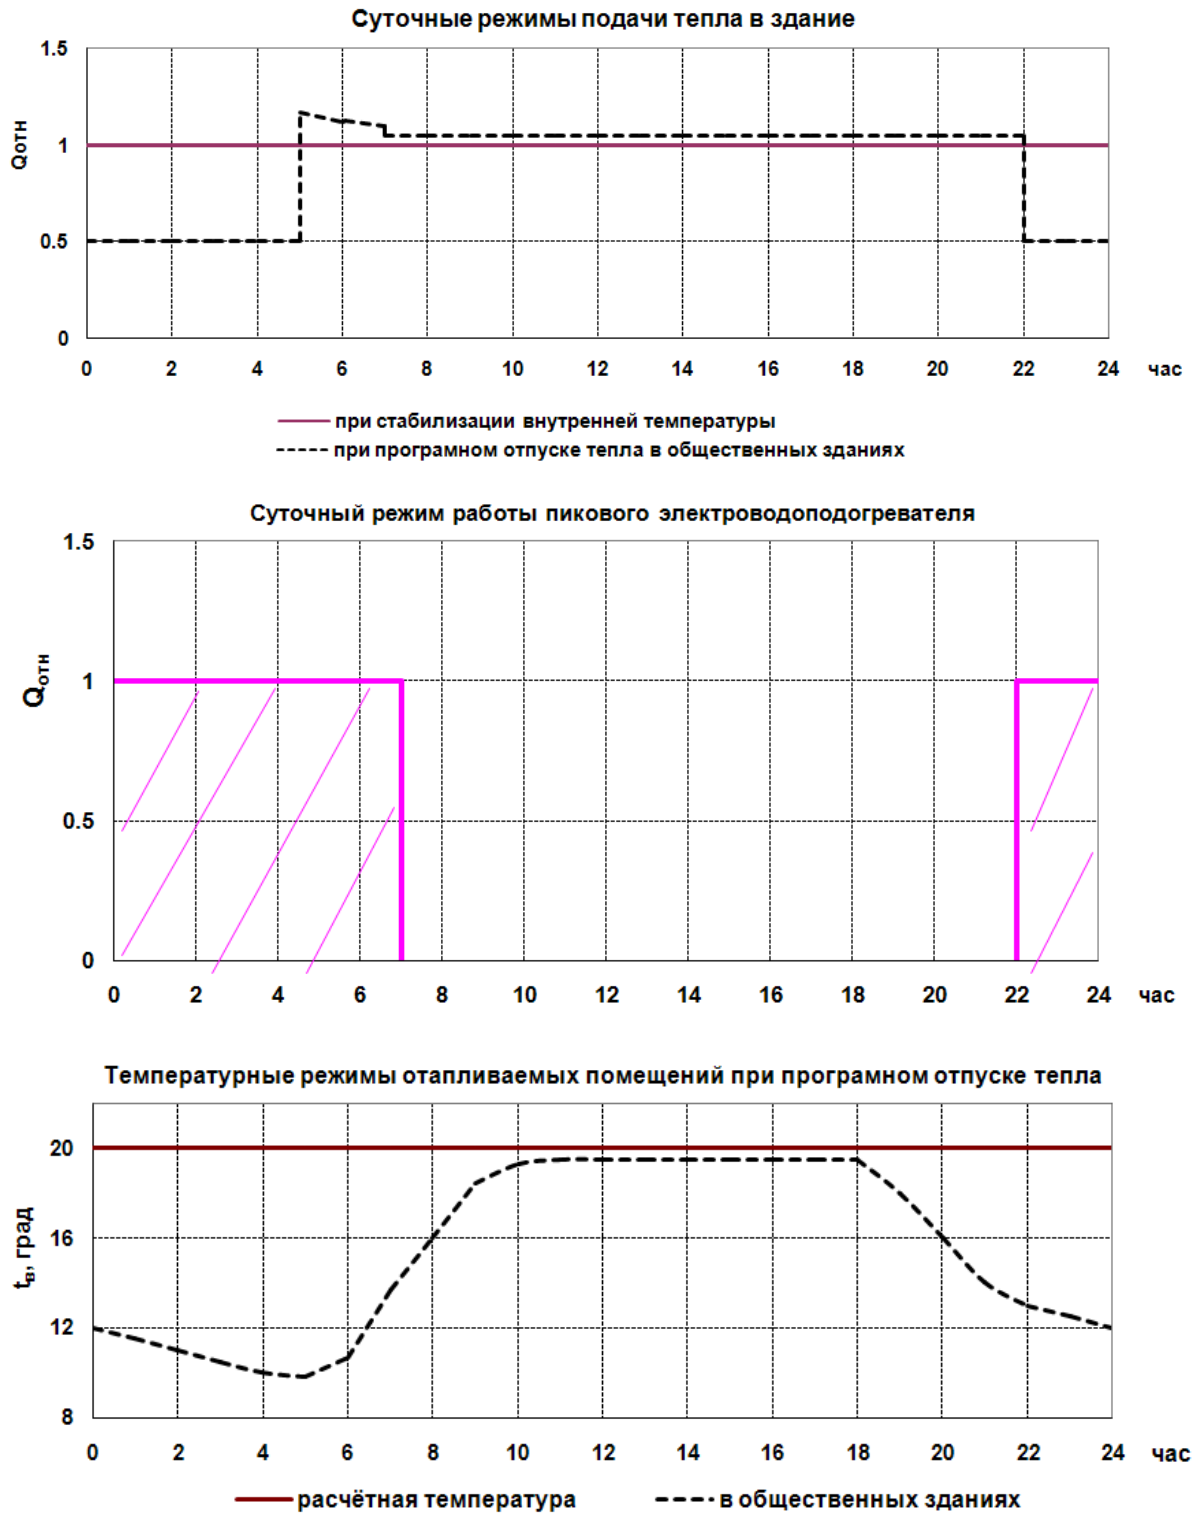 Суточные режимы подачи тепла в здание
1.5
1
0.5
0
Qотн
0 2 4 6 8 10 12 14 16 18 20 22 24 час
при стабилизации внутренней температуры
при програмном отпуске тепла в общественных зданиях
Суточный режим работы пикового электроводоподогревателя
1.5
1
0.5
0
Qотн
0 2 4 6 8 10 12 14 16 18 20 22 24 час
Температурные режимы отапливаемых помещений при програмном отпуске тепла
20
16
12
8
tв, град
0 2 4 6 8 10 12 14 16 18 20 22 24 час
расчётная температура в общественных зданиях